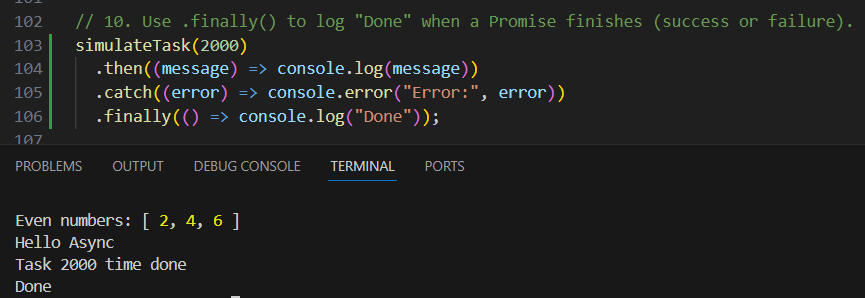 102 // 10. Use .finally() to log "Done" when a Promise finishes (success or failure).
103 simulateTask(2000)
104   .then((message) => console.log(message))
105   .catch((error) => console.error("Error:", error))
106   .finally(() => console.log("Done"));
107
PROBLEMS OUTPUT DEBUG CONSOLE TERMINAL PORTS
Even numbers: [ 2, 4, 6 ]
Hello Async
Task 2000 time done
Done